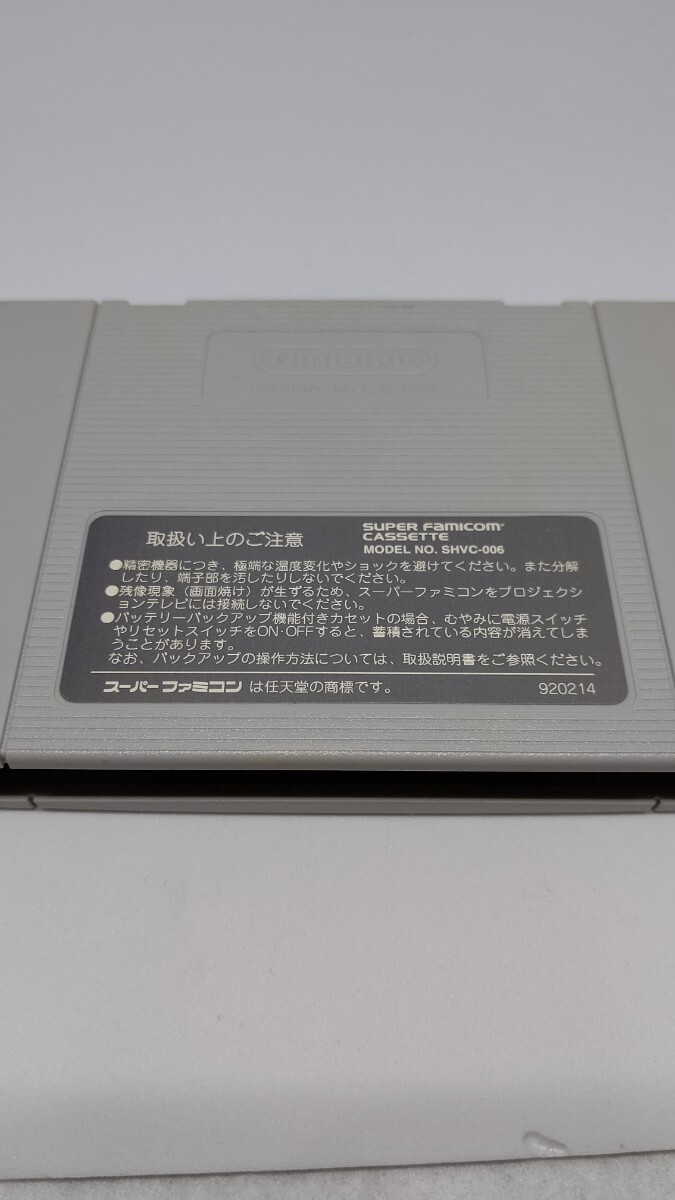 Nintendo®
取扱い上のご注意
SUPER FAMICOM®
CASSETTE
MODEL NO. SHVC-006
●精密機器につき、極端な温度変化やショックを避けてください。また分解
したり、端子部を汚したりしないでください。
●残像現象（画面焼け）が生ずるため、スーパーファミコンをプロジェクシ
ョンテレビには接続しないでください。
●バッテリーバックアップ機能付きカセットの場合、むやみに電源スイッチ
やリセットスイッチをON・OFFすると、蓄積されている内容が消えてしま
うことがあります。
なお、バックアップの操作方法については、取扱説明書をご参照ください。
スーパーファミコン は任天堂の商標です。
920214